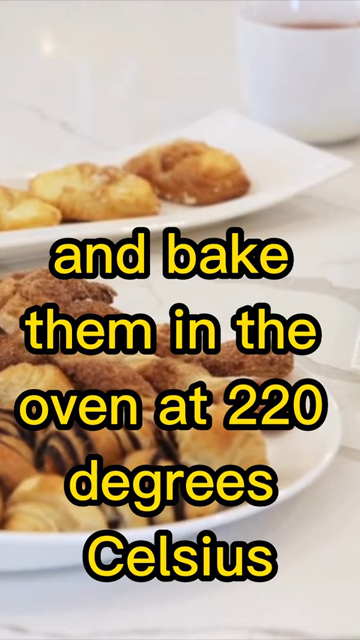 and bake
them in the
oven at 220
degrees
Celsius